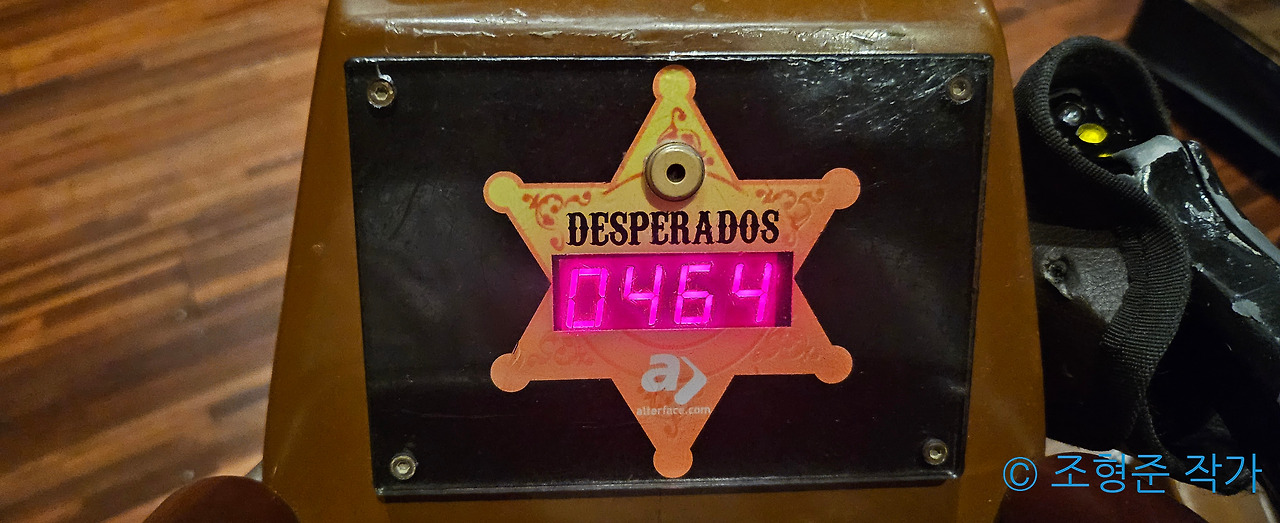 DESPERADOS
0464
a>
alterface.com
© 조형준 작가